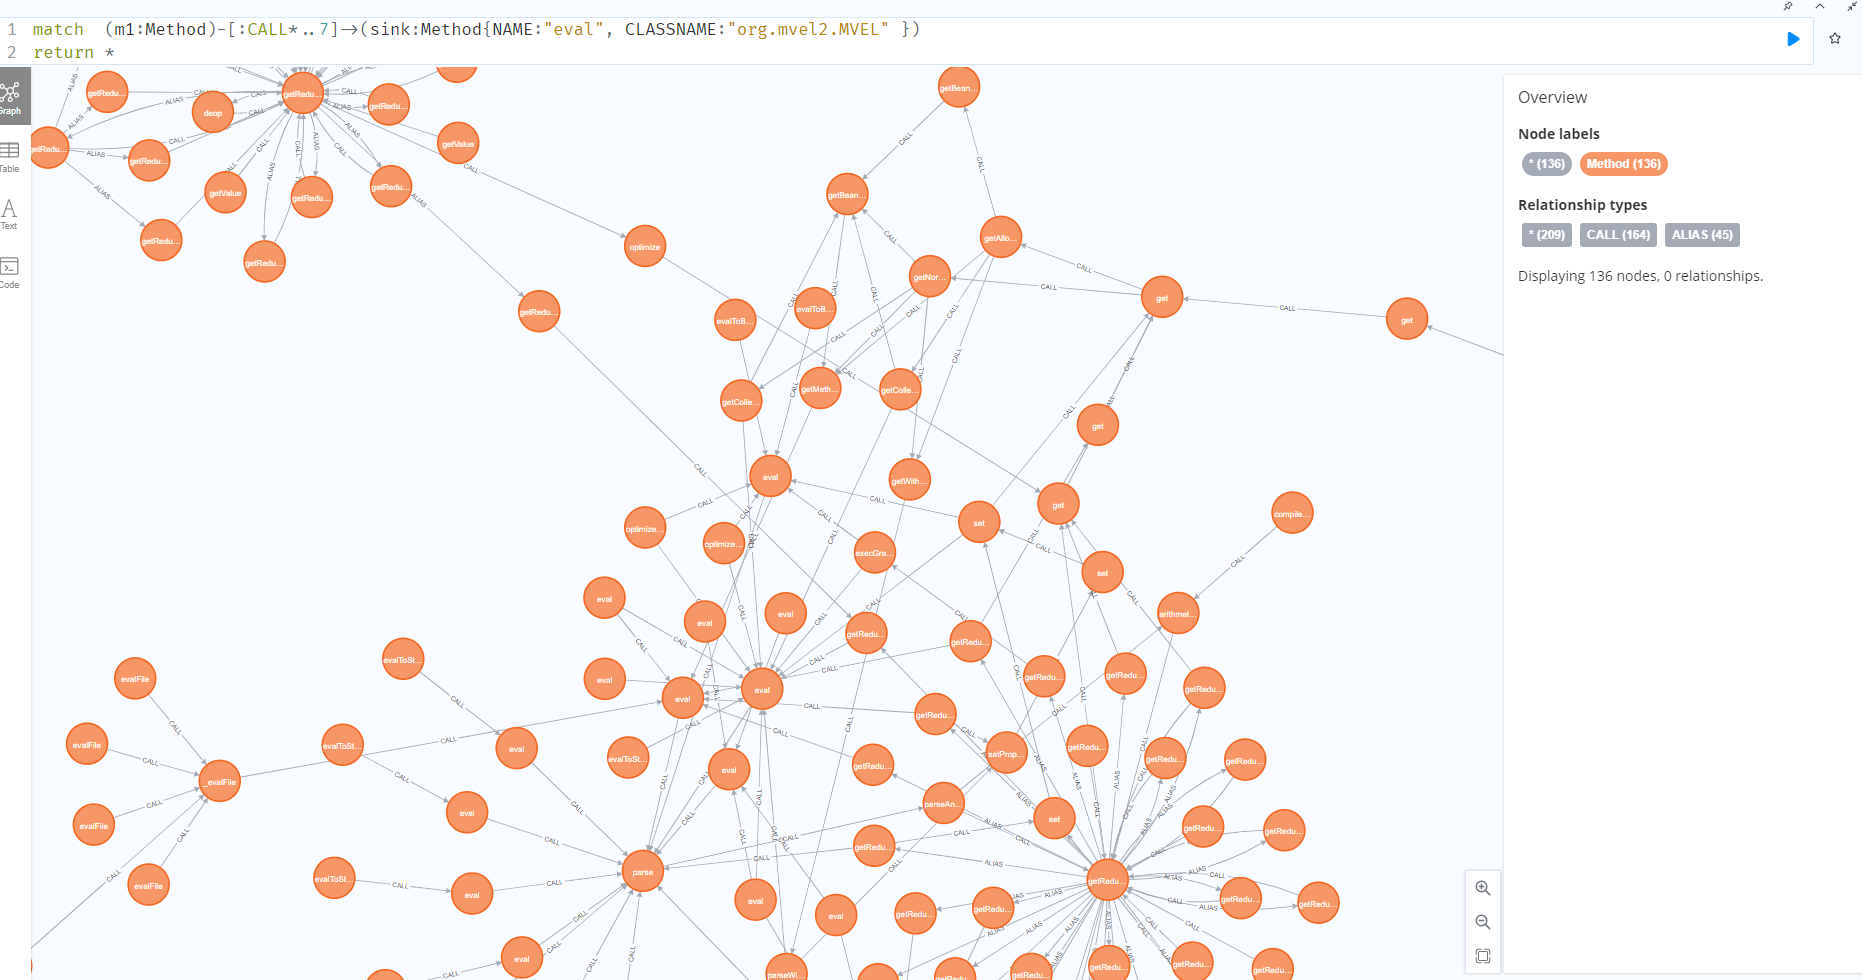 1 match (m1:Method)-[:CALL*..7]->(sink:Method{NAME:"eval", CLASSNAME:"org.mvel2.MVEL" })
2 return *
Graph
Table
Text
Code
Overview
Node labels
* (136) Method (136)
Relationship types
* (209) CALL (164) ALIAS (45)
Displaying 136 nodes, 0 relationships.
getRedu...
getRedu...
deop
getRedu...
getRedu...
getRedu...
getValue
getValue
getRedu...
getRedu...
getRedu...
getRedu...
getBean...
getBean...
optimize
getAllo...
getNor...
get
get
getRedu...
evalToB...
evalToB...
getColle...
getMeth...
getColle...
get
eval
getWith...
get
set
compile...
optimize...
optimize...
execGra...
set
eval
eval
eval
getRedu...
getRedu...
arithmet...
evalToSt...
evalFile
eval
eval
eval
getRedu...
getRedu...
getRedu...
getRedu...
evalFile
evalToSt...
eval
evalToSt...
eval
getRedu...
setProp...
getRedu...
getRedu...
getRedu...
_evalFile
evalFile
eval
parseAn...
set
getRedu...
getRedu...
getRedu...
evalFile
evalToSt...
eval
parse
eval
eval
getRedu...
getRedu...
getRedu...
getRedu...
getRedu...
eval
parseWi...
getRedu...
getRedu...
getRedu...
getRedu...
getRedu...
CALL
ALIAS